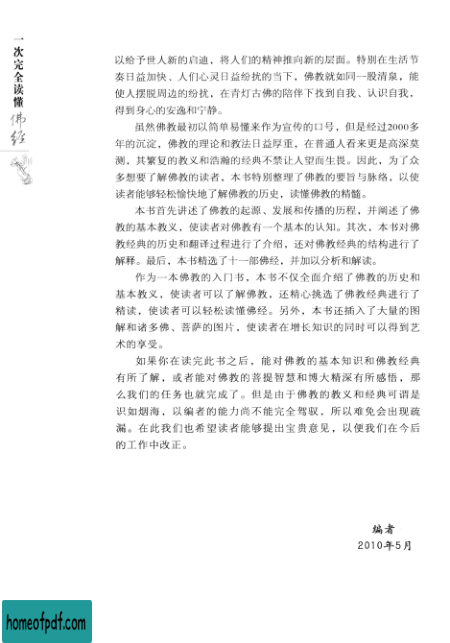 一次完全读懂
佛经
以给予世人新的启迪，将人们的精神推向新的层面。特别在生活节
奏日益加快、人们心灵日益纷扰的当下，佛教就如同一股清泉，能
使人摆脱周边的纷扰，在青灯古佛的陪伴下找到自我、认识自我，
得到身心的安逸和宁静。
虽然佛教最初以简单易懂来作为宣传的口号，但是经过2000多
年的沉淀，佛教的理论和教法日益厚重，在普通人看来更是高深莫
测，其繁复的教义和浩瀚的经典不禁让人望而生畏。因此，为了众
多想要了解佛教的读者，本书特别整理了佛教的要旨与脉络，以使
读者能够轻松愉快地了解佛教的历史，读懂佛教的精髓。
本书首先讲述了佛教的起源、发展和传播的历程，并阐述了佛
教的基本教义，使读者对佛教有一个基本的认知。其次，本书对佛
教经典的历史和翻译过程进行了介绍，还对佛教经典的结构进行了
解释。最后，本书精选了十一部佛经，并加以分析和解读。
作为一本佛教的入门书，本书不仅全面介绍了佛教的历史和
基本教义，使读者可以了解佛教，还精心挑选了佛教经典进行了
精读，使读者可以轻松读懂佛经。另外，本书还插入了大量的图
解和诸多佛、菩萨的图片，使读者在增长知识的同时可以得到艺
术的享受。
如果你在读完此书之后，能对佛教的基本知识和佛教经典
有所了解，或者能对佛教的菩提智慧和博大精深有所感悟，那
么我们的任务也就完成了。但是由于佛教的教义和经典可谓是
识如烟海，以编者的能力尚不能完全驾驭，所以难免会出现疏
漏。在此我们也希望读者能够提出宝贵意见，以便我们在今后
的工作中改正。
编者
2010年5月
homeofpdf.com